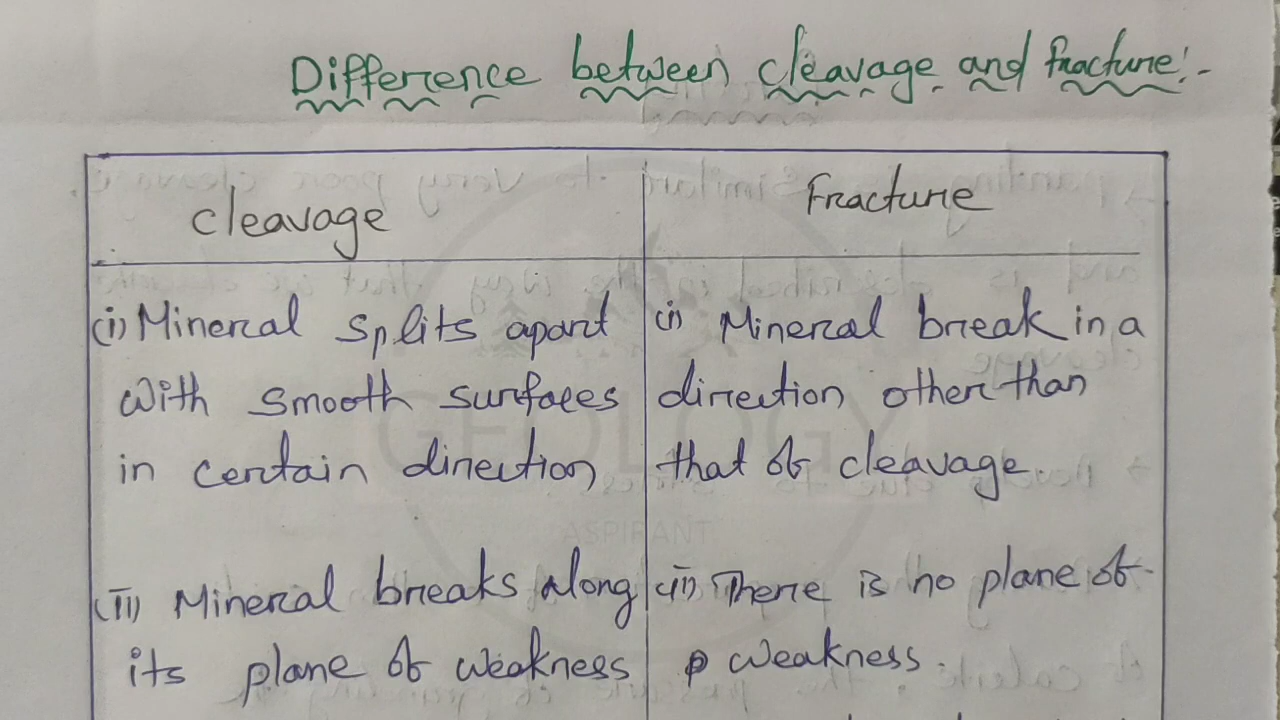 Difference between cleavage and fracture:-
Cleavage
Fracture
(i) Mineral splits apart
with smooth surfaces
in certain direction
(ii) Mineral breaks along
its plane of weakness
(i) Mineral break in a
direction other than
that of cleavage.
(ii) There is no plane of
weakness.
GEOLOGY
ASPIRANT